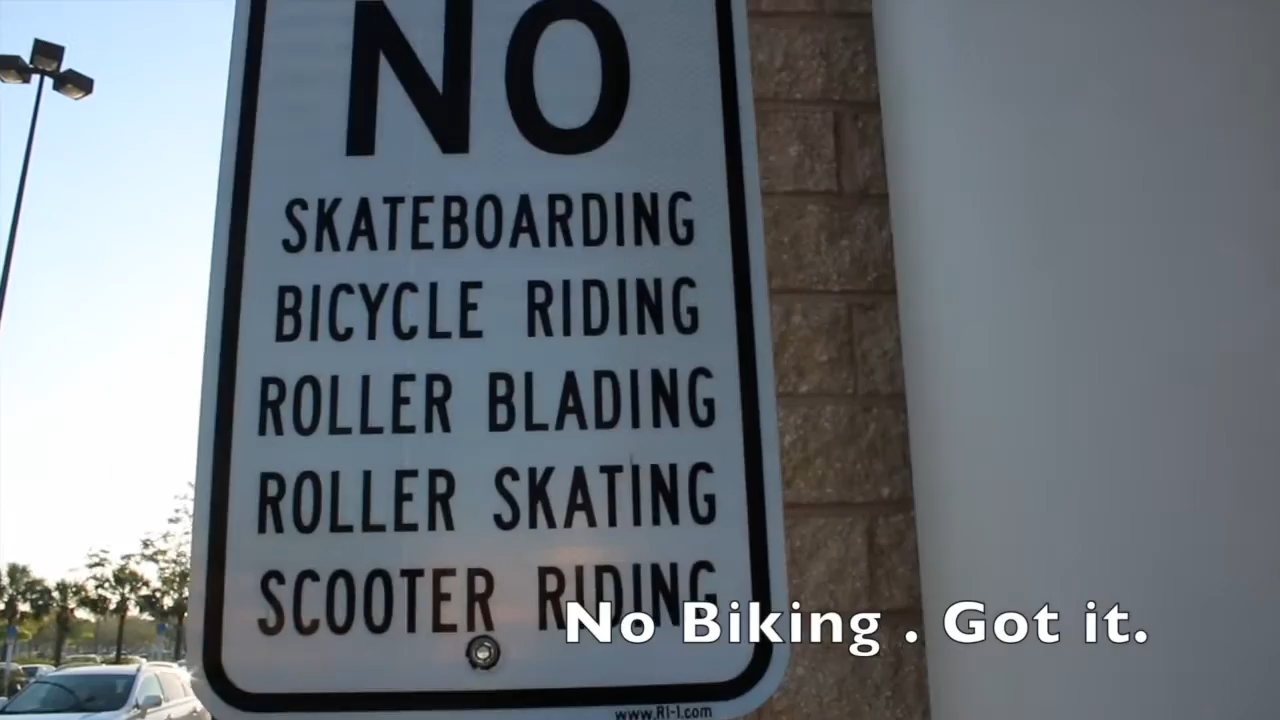 NO
SKATEBOARDING
BICYCLE RIDING
ROLLER BLADING
ROLLER SKATING
SCOOTER RIDING
No Biking . Got it.
www.R1-1.com